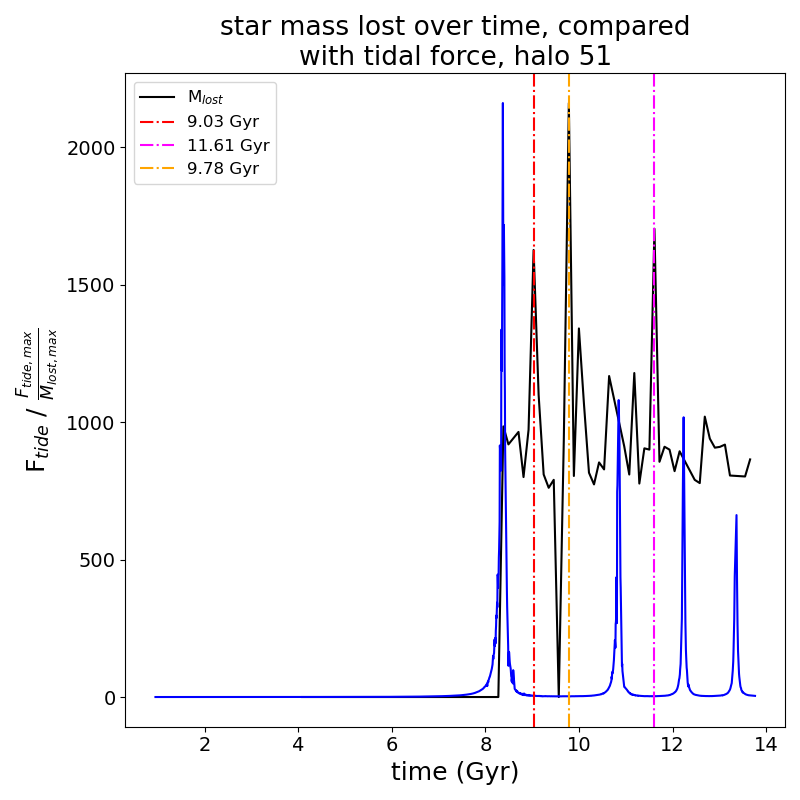 star mass lost over time, compared
with tidal force, halo 51
M_{lost}
9.03 Gyr
11.61 Gyr
9.78 Gyr
F_{tide} / \frac{F_{tide,max}}{M_{lost,max}}
2000
1500
1000
500
0
2 4 6 8 10 12 14
time (Gyr)